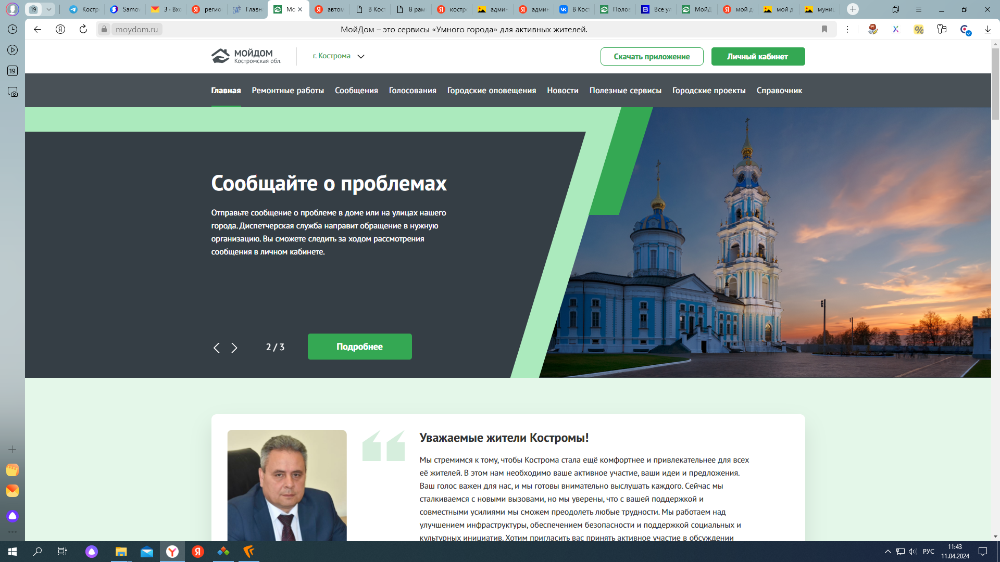 19
Костр
Samov
3 · Вхо
регио
Главн
Мо
автом
В Кост
В рам
костро
админ
админ
В Кост
Полов
Все ул
МойД
мой д
мой д
муниц
moydom.ru
МойДом – это сервисы «Умного города» для активных жителей.
19
МОЙДОМ
Костромская обл.
г. Кострома
Скачать приложение
Личный кабинет
Главная
Ремонтные работы
Сообщения
Голосования
Городские оповещения
Новости
Полезные сервисы
Городские проекты
Справочник
Сообщайте о проблемах
Отправьте сообщение о проблеме в доме или на улицах нашего
города. Диспетчерская служба направит обращение в нужную
организацию. Вы сможете следить за ходом рассмотрения
сообщения в личном кабинете.
2 / 3
Подробнее
Уважаемые жители Костромы!
Мы стремимся к тому, чтобы Кострома стала ещё комфортнее и привлекательнее для всех
её жителей. В этом нам необходимо ваше активное участие, ваши идеи и предложения.
Ваш голос важен для нас, и мы готовы внимательно выслушать каждого. Сейчас мы
сталкиваемся с новыми вызовами, но мы уверены, что с вашей поддержкой и
совместными усилиями мы сможем преодолеть любые трудности. Мы работаем над
улучшением инфраструктуры, обеспечением безопасности и поддержкой социальных и
культурных инициатив. Хотим пригласить вас принять активное участие в обсуждении
РУС
11:43
11.04.2024